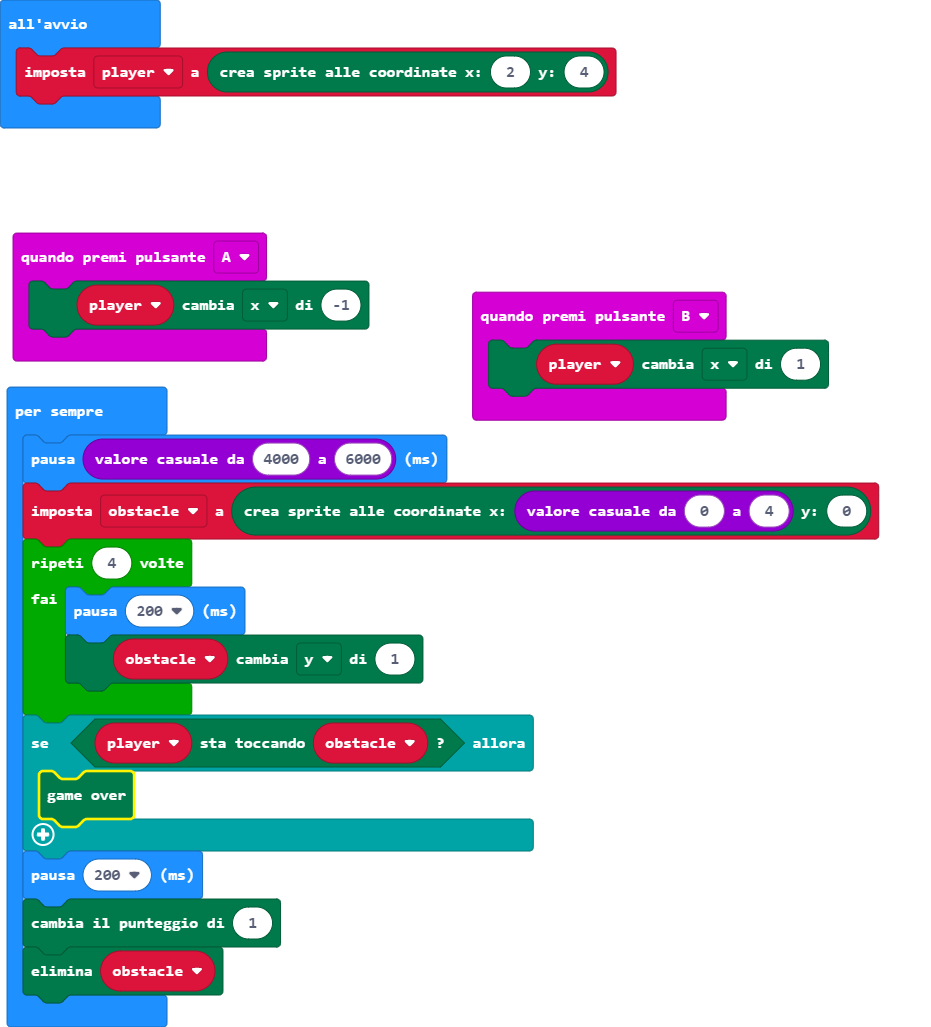 all'avvio
imposta player a crea sprite alle coordinate x: 2 y: 4
quando premi pulsante A
player cambia x di -1
quando premi pulsante B
player cambia x di 1
per sempre
pausa valore casuale da 4000 a 6000 (ms)
imposta obstacle a crea sprite alle coordinate x: valore casuale da 0 a 4 y: 0
ripeti 4 volte
fai
pausa 200 (ms)
obstacle cambia y di 1
se player sta toccando obstacle ? allora
game over
pausa 200 (ms)
cambia il punteggio di 1
elimina obstacle